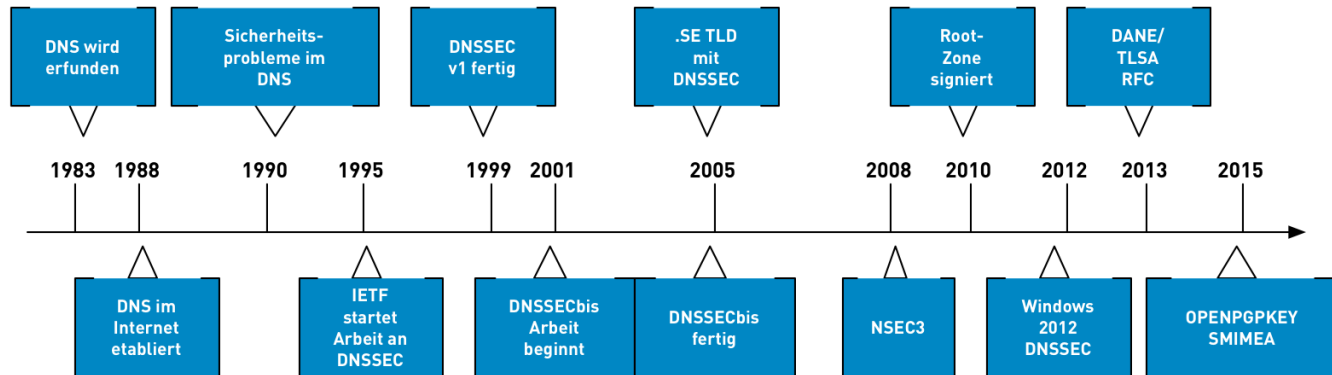 DNS wird
erfunden
Sicherheits-
probleme im
DNS
DNSSEC
v1 fertig
.SE TLD
mit
DNSSEC
Root-
Zone
signiert
DANE/
TLSA
RFC
1983
1988
1990
1995
1999
2001
2005
2008
2010
2012
2013
2015
DNS im
Internet
etabliert
IETF
startet
Arbeit an
DNSSEC
DNSSECbis
Arbeit
beginnt
DNSSECbis
fertig
NSEC3
Windows
2012
DNSSEC
OPENPGPKEY
SMIMEA